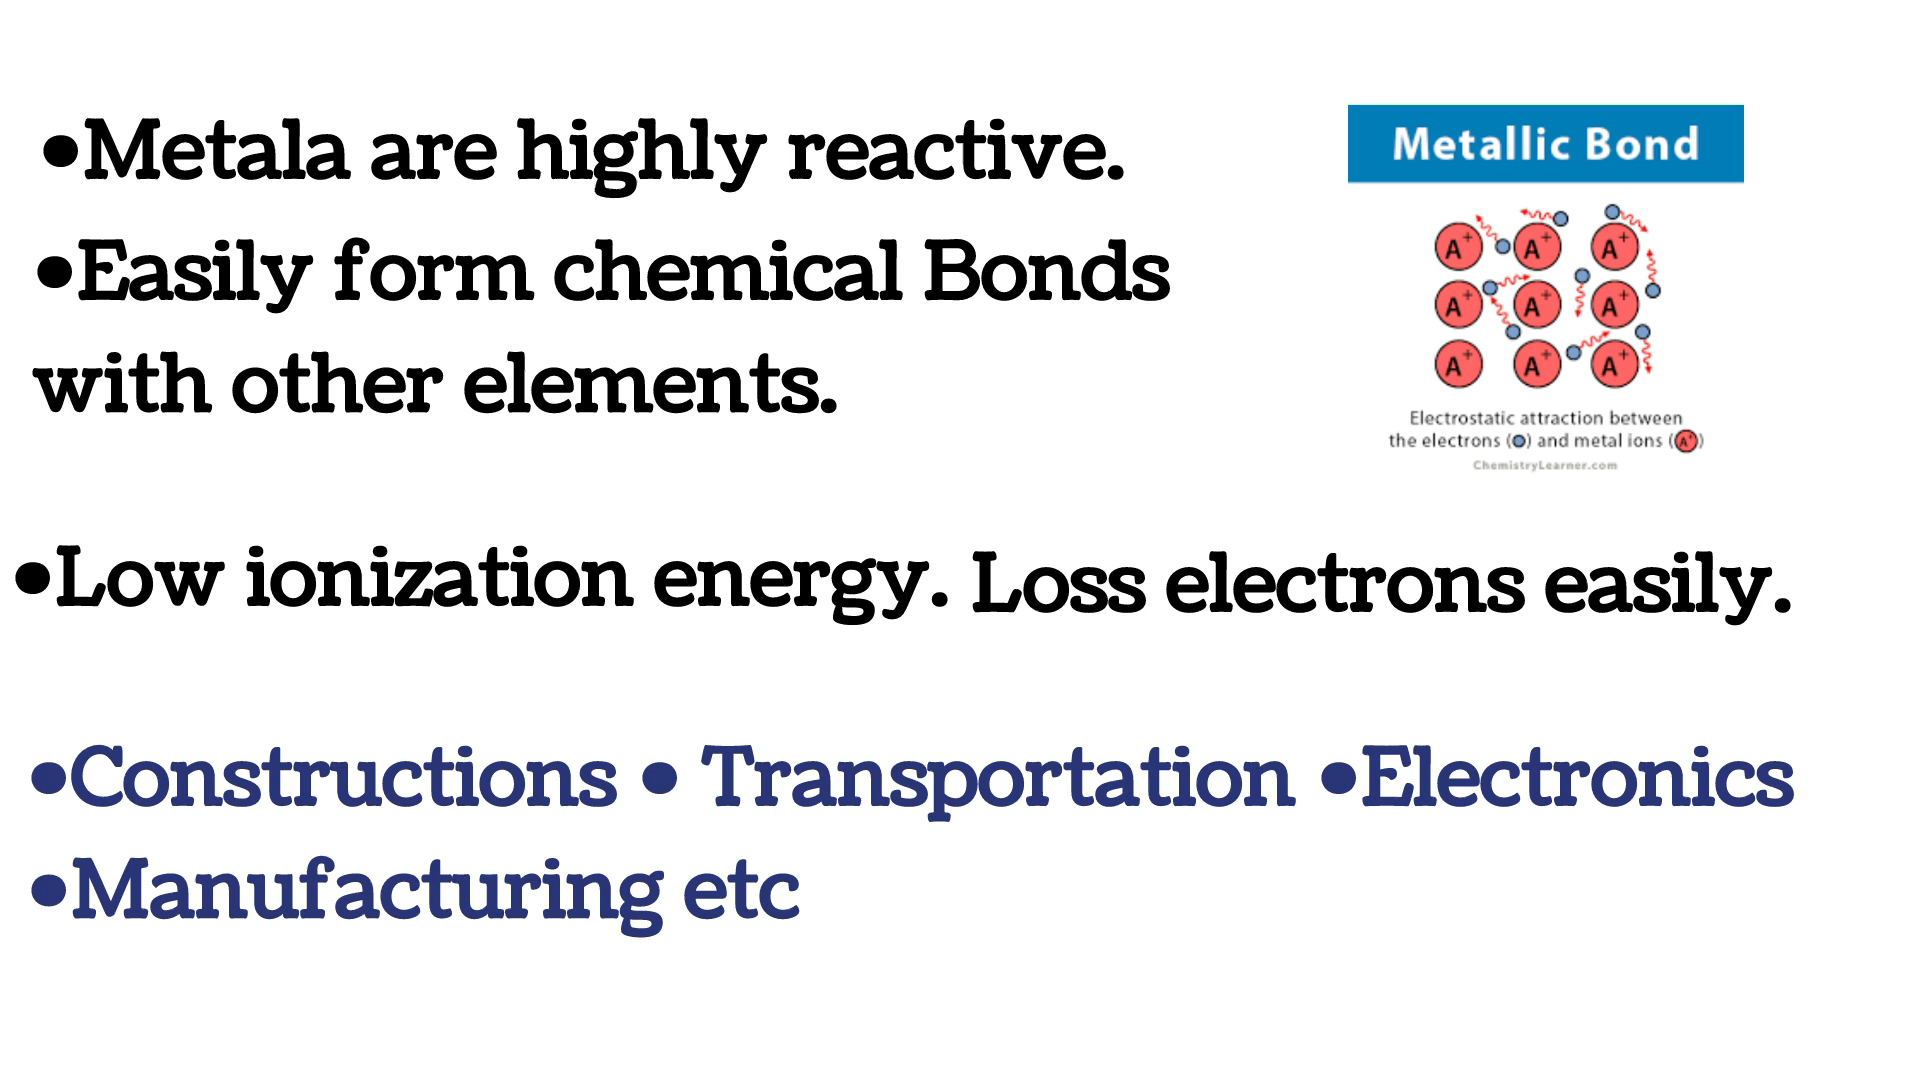 •Metala are highly reactive.
•Easily form chemical Bonds
with other elements.
Metallic Bond
A+ A+ A+
A+ A+ A+
A+ A+ A+
Electrostatic attraction between
the electrons ( ) and metal ions (A+)
ChemistryLearner.com
•Low ionization energy. Loss electrons easily.
•Constructions • Transportation •Electronics
•Manufacturing etc